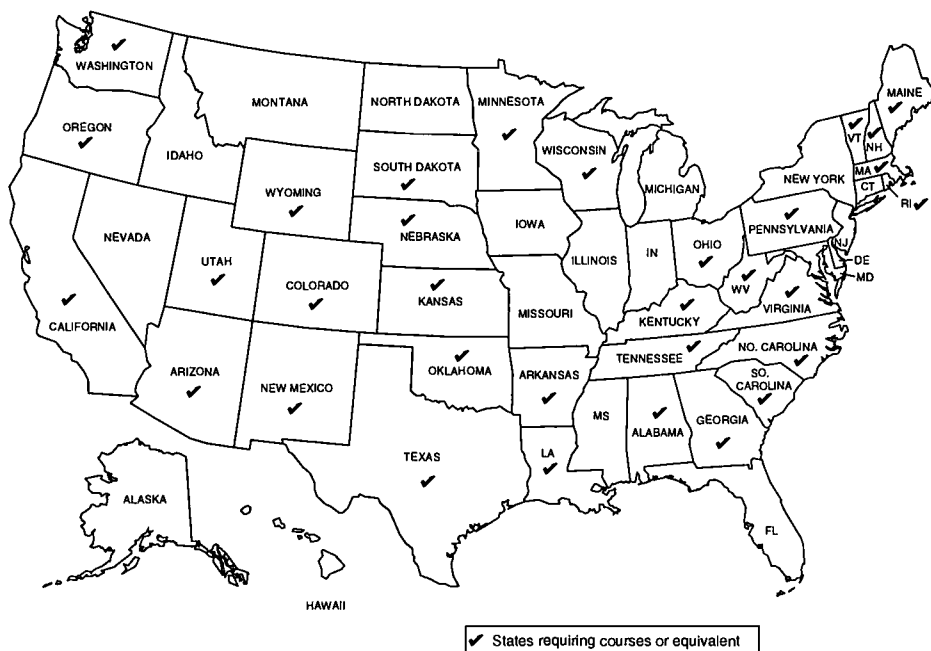 WASHINGTON
MONTANA
NORTH DAKOTA
MINNESOTA
MAINE
OREGON
IDAHO
WYOMING
SOUTH DAKOTA
WISCONSIN
MICHIGAN
VT
NH
MA
NEW YORK
CT
RI
NEVADA
UTAH
COLORADO
NEBRASKA
IOWA
ILLINOIS
IN
OHIO
PENNSYLVANIA
NJ
DE
MD
CALIFORNIA
KANSAS
MISSOURI
KENTUCKY
WV
VIRGINIA
ARIZONA
NEW MEXICO
OKLAHOMA
ARKANSAS
TENNESSEE
NO. CAROLINA
SO.
CAROLINA
TEXAS
LA
MS
ALABAMA
GEORGIA
FL
ALASKA
HAWAII
✔ States requiring courses or equivalent